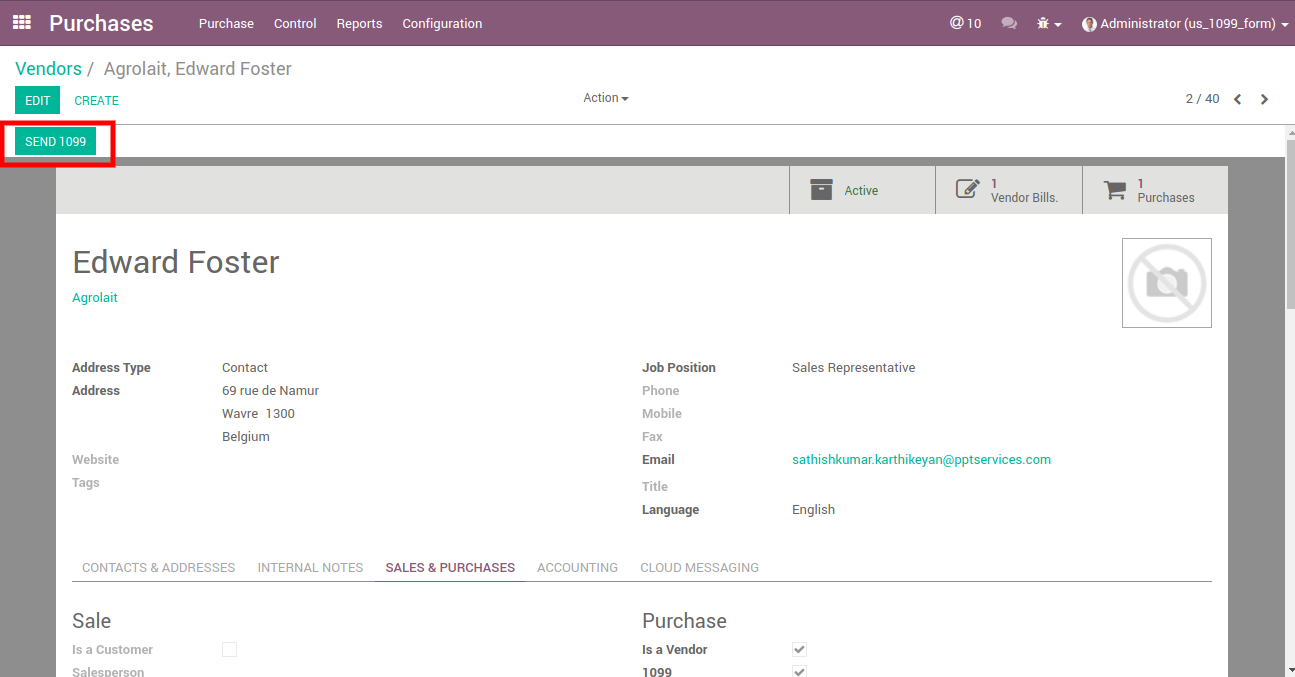 Purchases Purchase Control Reports Configuration @ 10 Administrator (us_1099_form)
Vendors / Agrolait, Edward Foster
EDIT CREATE Action 2 / 40
SEND 1099
Active 1 Vendor Bills. 1 Purchases
Edward Foster
Agrolait
Address Type Contact Job Position Sales Representative
Address 69 rue de Namur Phone
Wavre 1300 Mobile
Belgium Fax
Website Email sathishkumar.karthikeyan@pptservices.com
Tags Title
Language English
CONTACTS & ADDRESSES INTERNAL NOTES SALES & PURCHASES ACCOUNTING CLOUD MESSAGING
Sale Purchase
Is a Customer Is a Vendor
Salesperson 1099